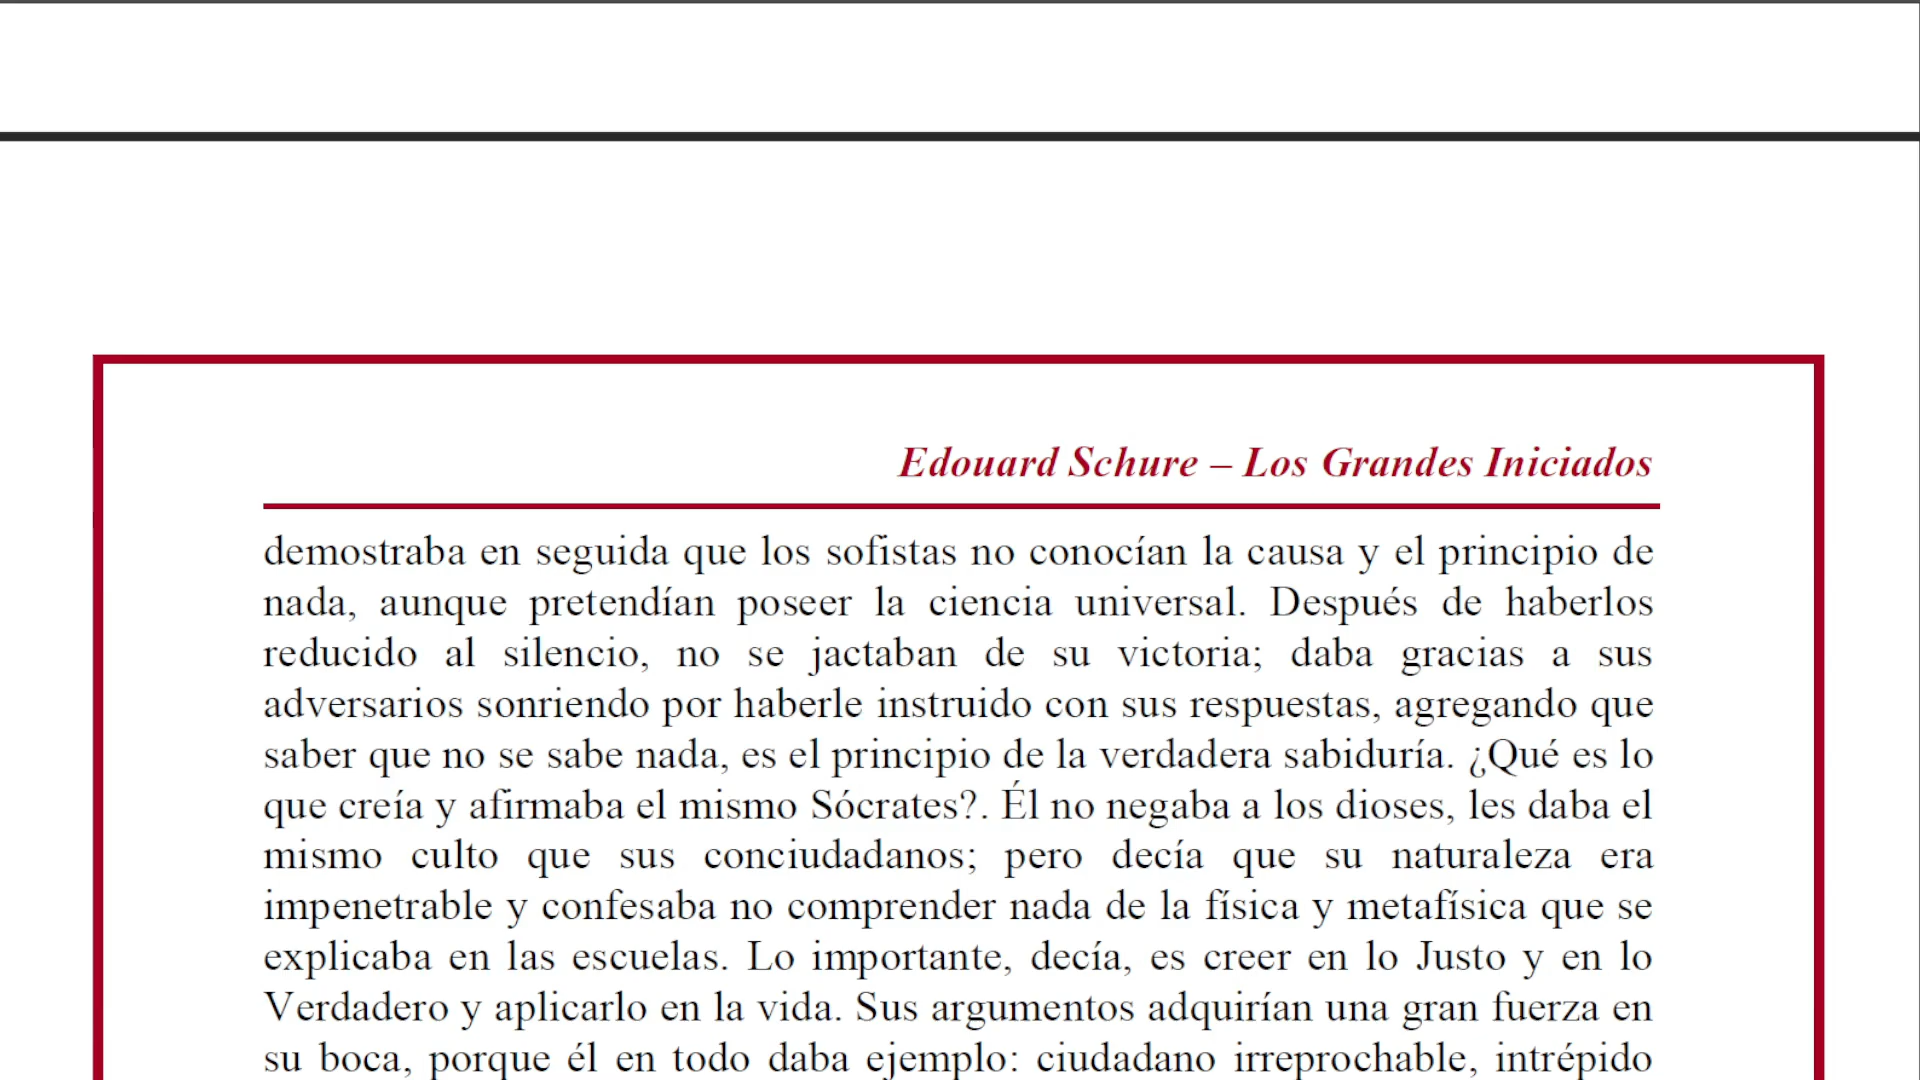 Edouard Schure – Los Grandes Iniciados
demostraba en seguida que los sofistas no conocían la causa y el principio de
nada, aunque pretendían poseer la ciencia universal. Después de haberlos
reducido al silencio, no se jactaban de su victoria; daba gracias a sus
adversarios sonriendo por haberle instruido con sus respuestas, agregando que
saber que no se sabe nada, es el principio de la verdadera sabiduría. ¿Qué es lo
que creía y afirmaba el mismo Sócrates?. Él no negaba a los dioses, les daba el
mismo culto que sus conciudadanos; pero decía que su naturaleza era
impenetrable y confesaba no comprender nada de la física y metafísica que se
explicaba en las escuelas. Lo importante, decía, es creer en lo Justo y en lo
Verdadero y aplicarlo en la vida. Sus argumentos adquirían una gran fuerza en
su boca, porque él en todo daba ejemplo: ciudadano irreprochable, intrépido